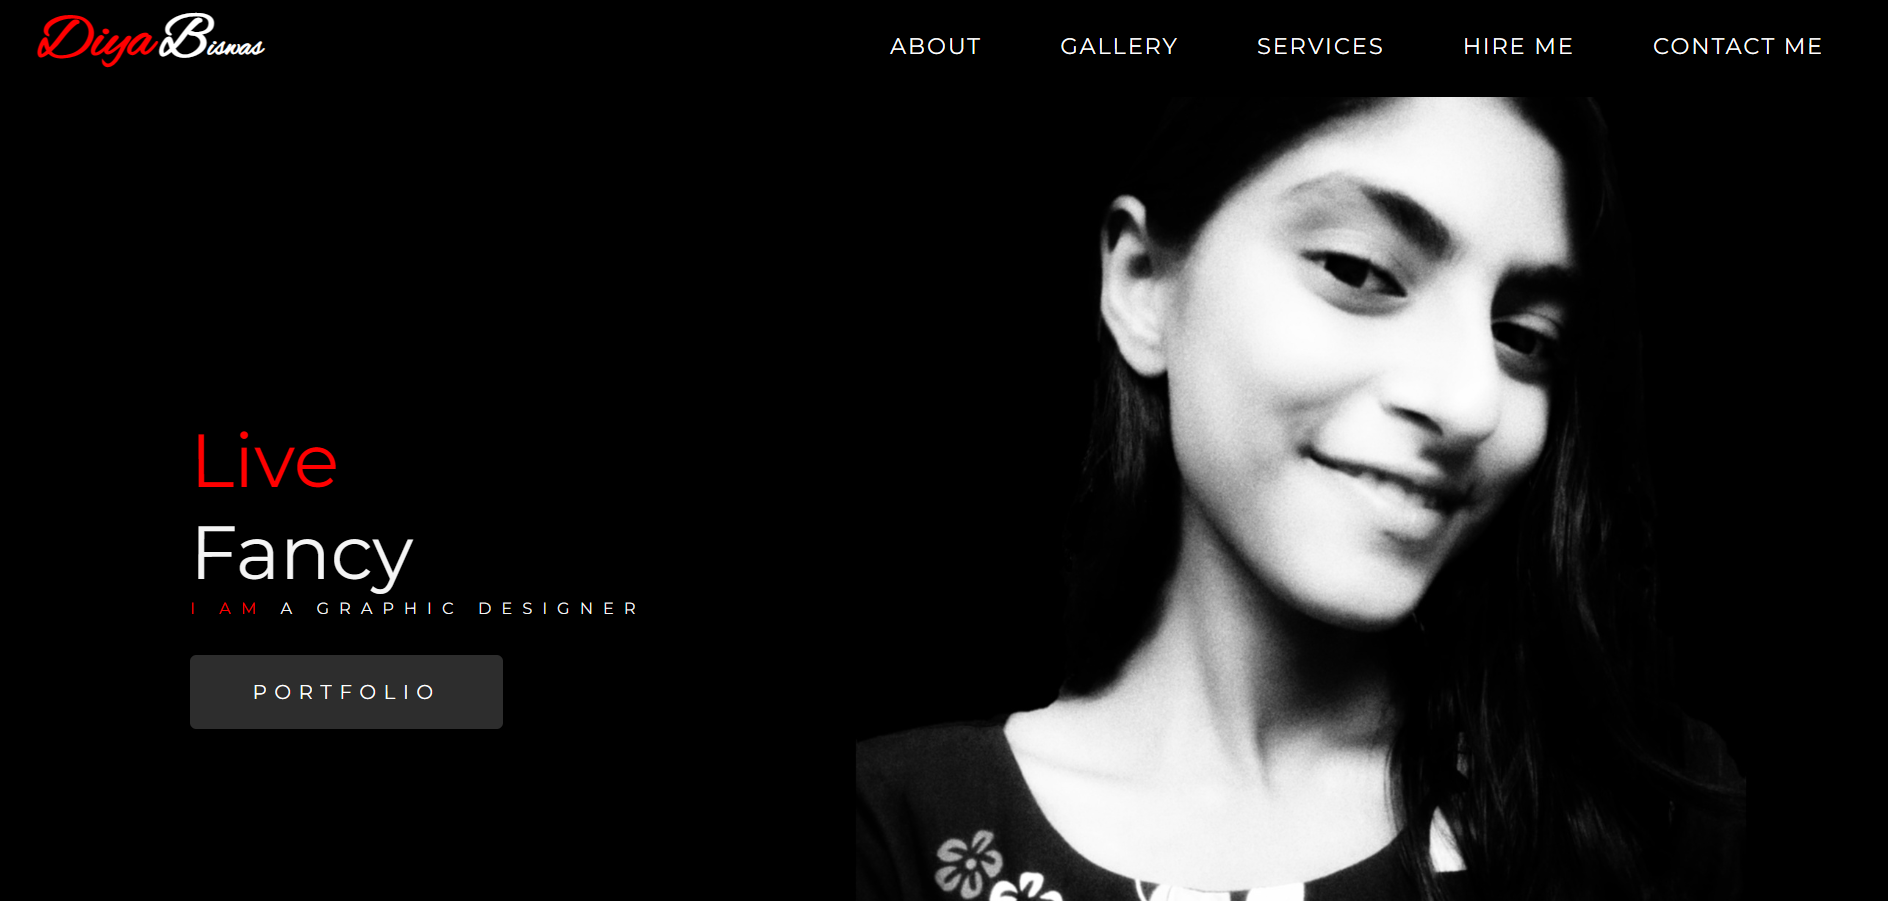 Diya Biswas
ABOUT GALLERY SERVICES HIRE ME CONTACT ME
Live
Fancy
I AM A GRAPHIC DESIGNER
PORTFOLIO